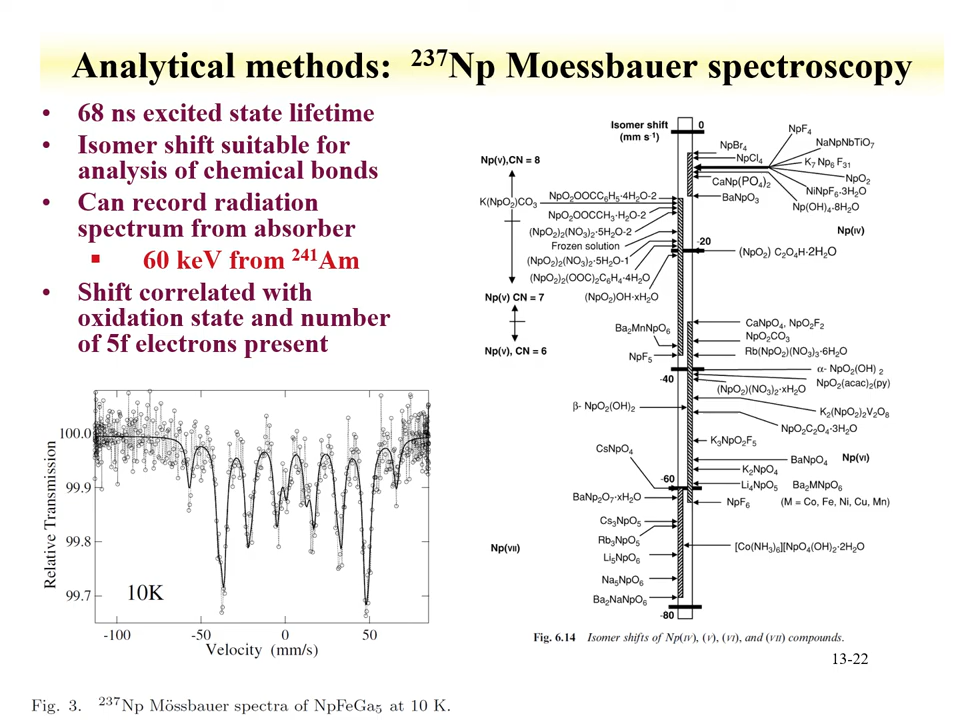 Analytical methods: ²³⁷Np Moessbauer spectroscopy
• 68 ns excited state lifetime
• Isomer shift suitable for
analysis of chemical bonds
• Can record radiation
spectrum from absorber
▪ 60 keV from ²⁴¹Am
• Shift correlated with
oxidation state and number
of 5f electrons present
Relative Transmission
100.0
99.9
99.8
99.7
10K
-100 -50 0 50
Velocity (mm/s)
Fig. 3. ²³⁷Np Mössbauer spectra of NpFeGa₅ at 10 K.
Isomer shift
(mm s⁻¹)
0
-20
-40
-60
-80
Np(V),CN = 8
K(NpO₂)CO₃
Np(V) CN = 7
Np(V), CN = 6
Np(VII)
NpBr₄
NpCl₄
CaNp(PO₄)₂
BaNpO₃
NpF₄
NaNpNbTiO₇
K₇ Np₆ F₃₁
NpO₂
NiNpF₆·3H₂O
Np(OH)₄·8H₂O
Np(IV)
NpO₂OOCC₆H₅·4H₂O-2
NpO₂OOCCH₃·H₂O-2
(NpO₂)₂(NO₃)₂·5H₂O-2
Frozen solution
(NpO₂)₂(NO₃)₂·5H₂O-1
(NpO₂)₂(OOC)₂C₆H₄·4H₂O
(NpO₂)OH·xH₂O
(NpO₂) C₂O₄H·2H₂O
Ba₂MnNpO₆
NpF₅
CaNpO₄, NpO₂F₂
NpO₂CO₃
Rb(NpO₂)(NO₃)₃·6H₂O
α- NpO₂(OH) ₂
NpO₂(acac)₂(py)
(NpO₂)(NO₃)₂·xH₂O
β- NpO₂(OH)₂
K₂(NpO₂)₂V₂O₈
NpO₂C₂O₄·3H₂O
K₃NpO₂F₅
CsNpO₄
BaNpO₄ Np(VI)
K₂NpO₄
Li₄NpO₅ Ba₂MNpO₆
NpF₆ (M = Co, Fe, Ni, Cu, Mn)
BaNp₂O₇·xH₂O
Cs₃NpO₅
Rb₃NpO₅
Li₅NpO₆
[Co(NH₃)₆][NpO₄(OH)₂·2H₂O
Na₅NpO₆
Ba₂NaNpO₆
Fig. 6.14 Isomer shifts of Np(IV), (V), (VI), and (VII) compounds.
13-22